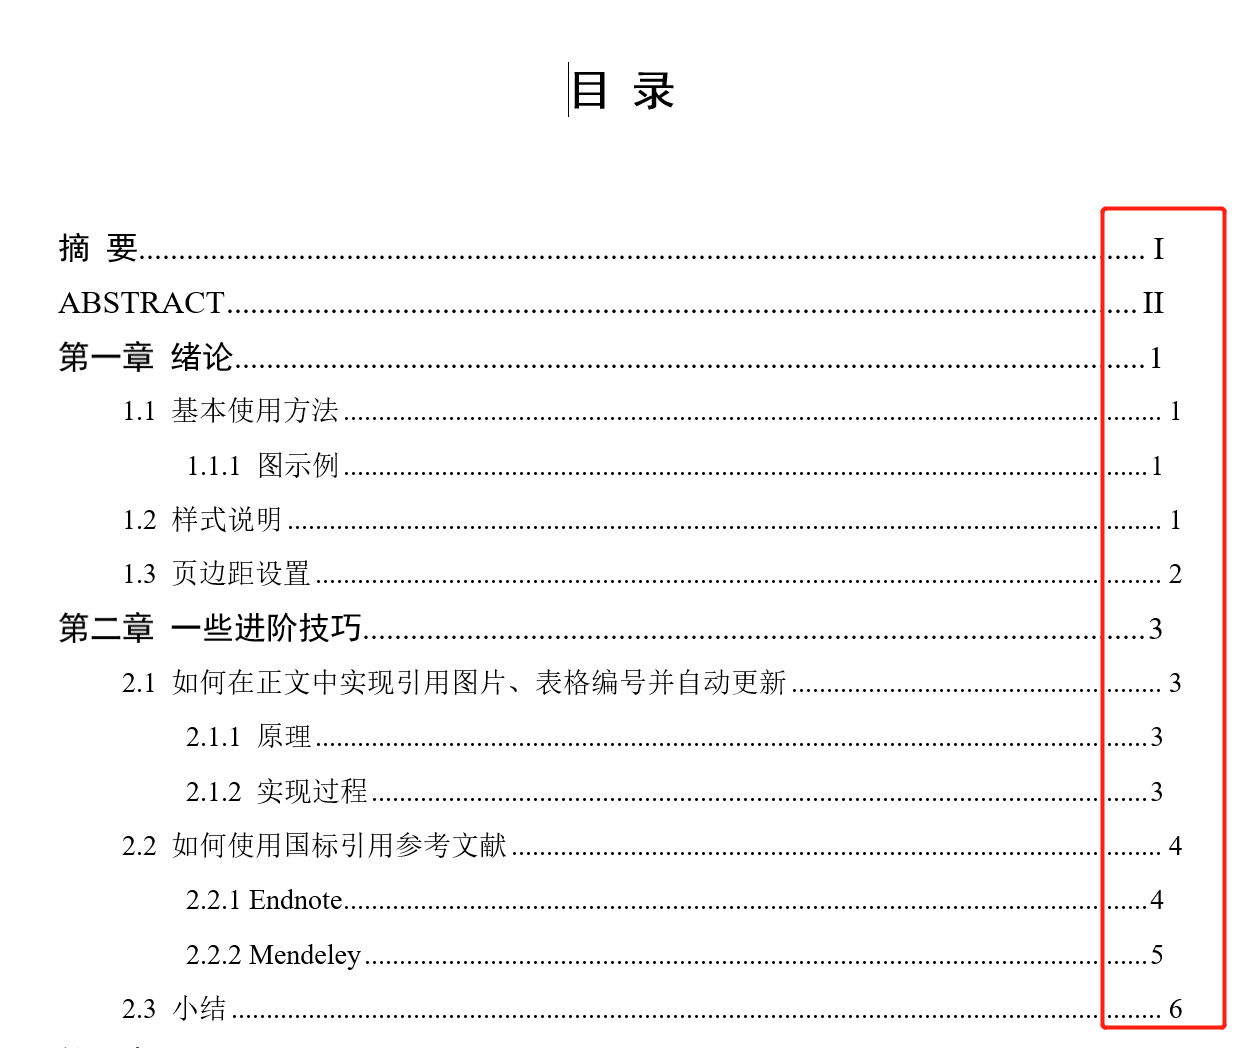 目 录
摘 要 I
ABSTRACT II
第一章 绪论 1
1.1 基本使用方法 1
1.1.1 图示例 1
1.2 样式说明 1
1.3 页边距设置 2
第二章 一些进阶技巧 3
2.1 如何在正文中实现引用图片、表格编号并自动更新 3
2.1.1 原理 3
2.1.2 实现过程 3
2.2 如何使用国标引用参考文献 4
2.2.1 Endnote 4
2.2.2 Mendeley 5
2.3 小结 6